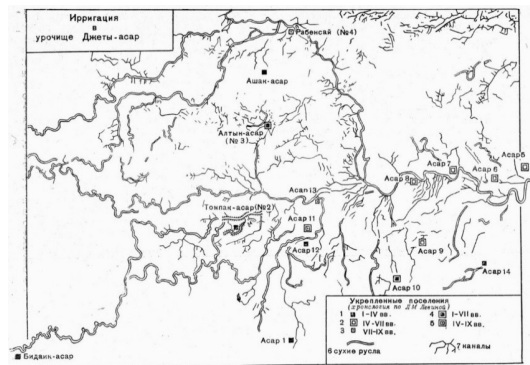 Ирригация
в
урочище Джеты-асар
Рабенсай (№4)
Ашак-асар
Алтын-асар
(№3)
Асар 5
Асар 7
Асар 6
Асар 8
Асар 13
Томпак-асар (№2)
Асар 11
Асар 12
Асар 9
Асар 14
Асар 10
Асар 1
Бидаик-асар
Укрепленные поселения
(хронология по Л.М. Левиной)
1 I-IV вв. 4 I-VII вв.
2 IV-VII вв. 5 IV-IX вв.
3 VII-IX вв.
6 сухие русла 7 каналы